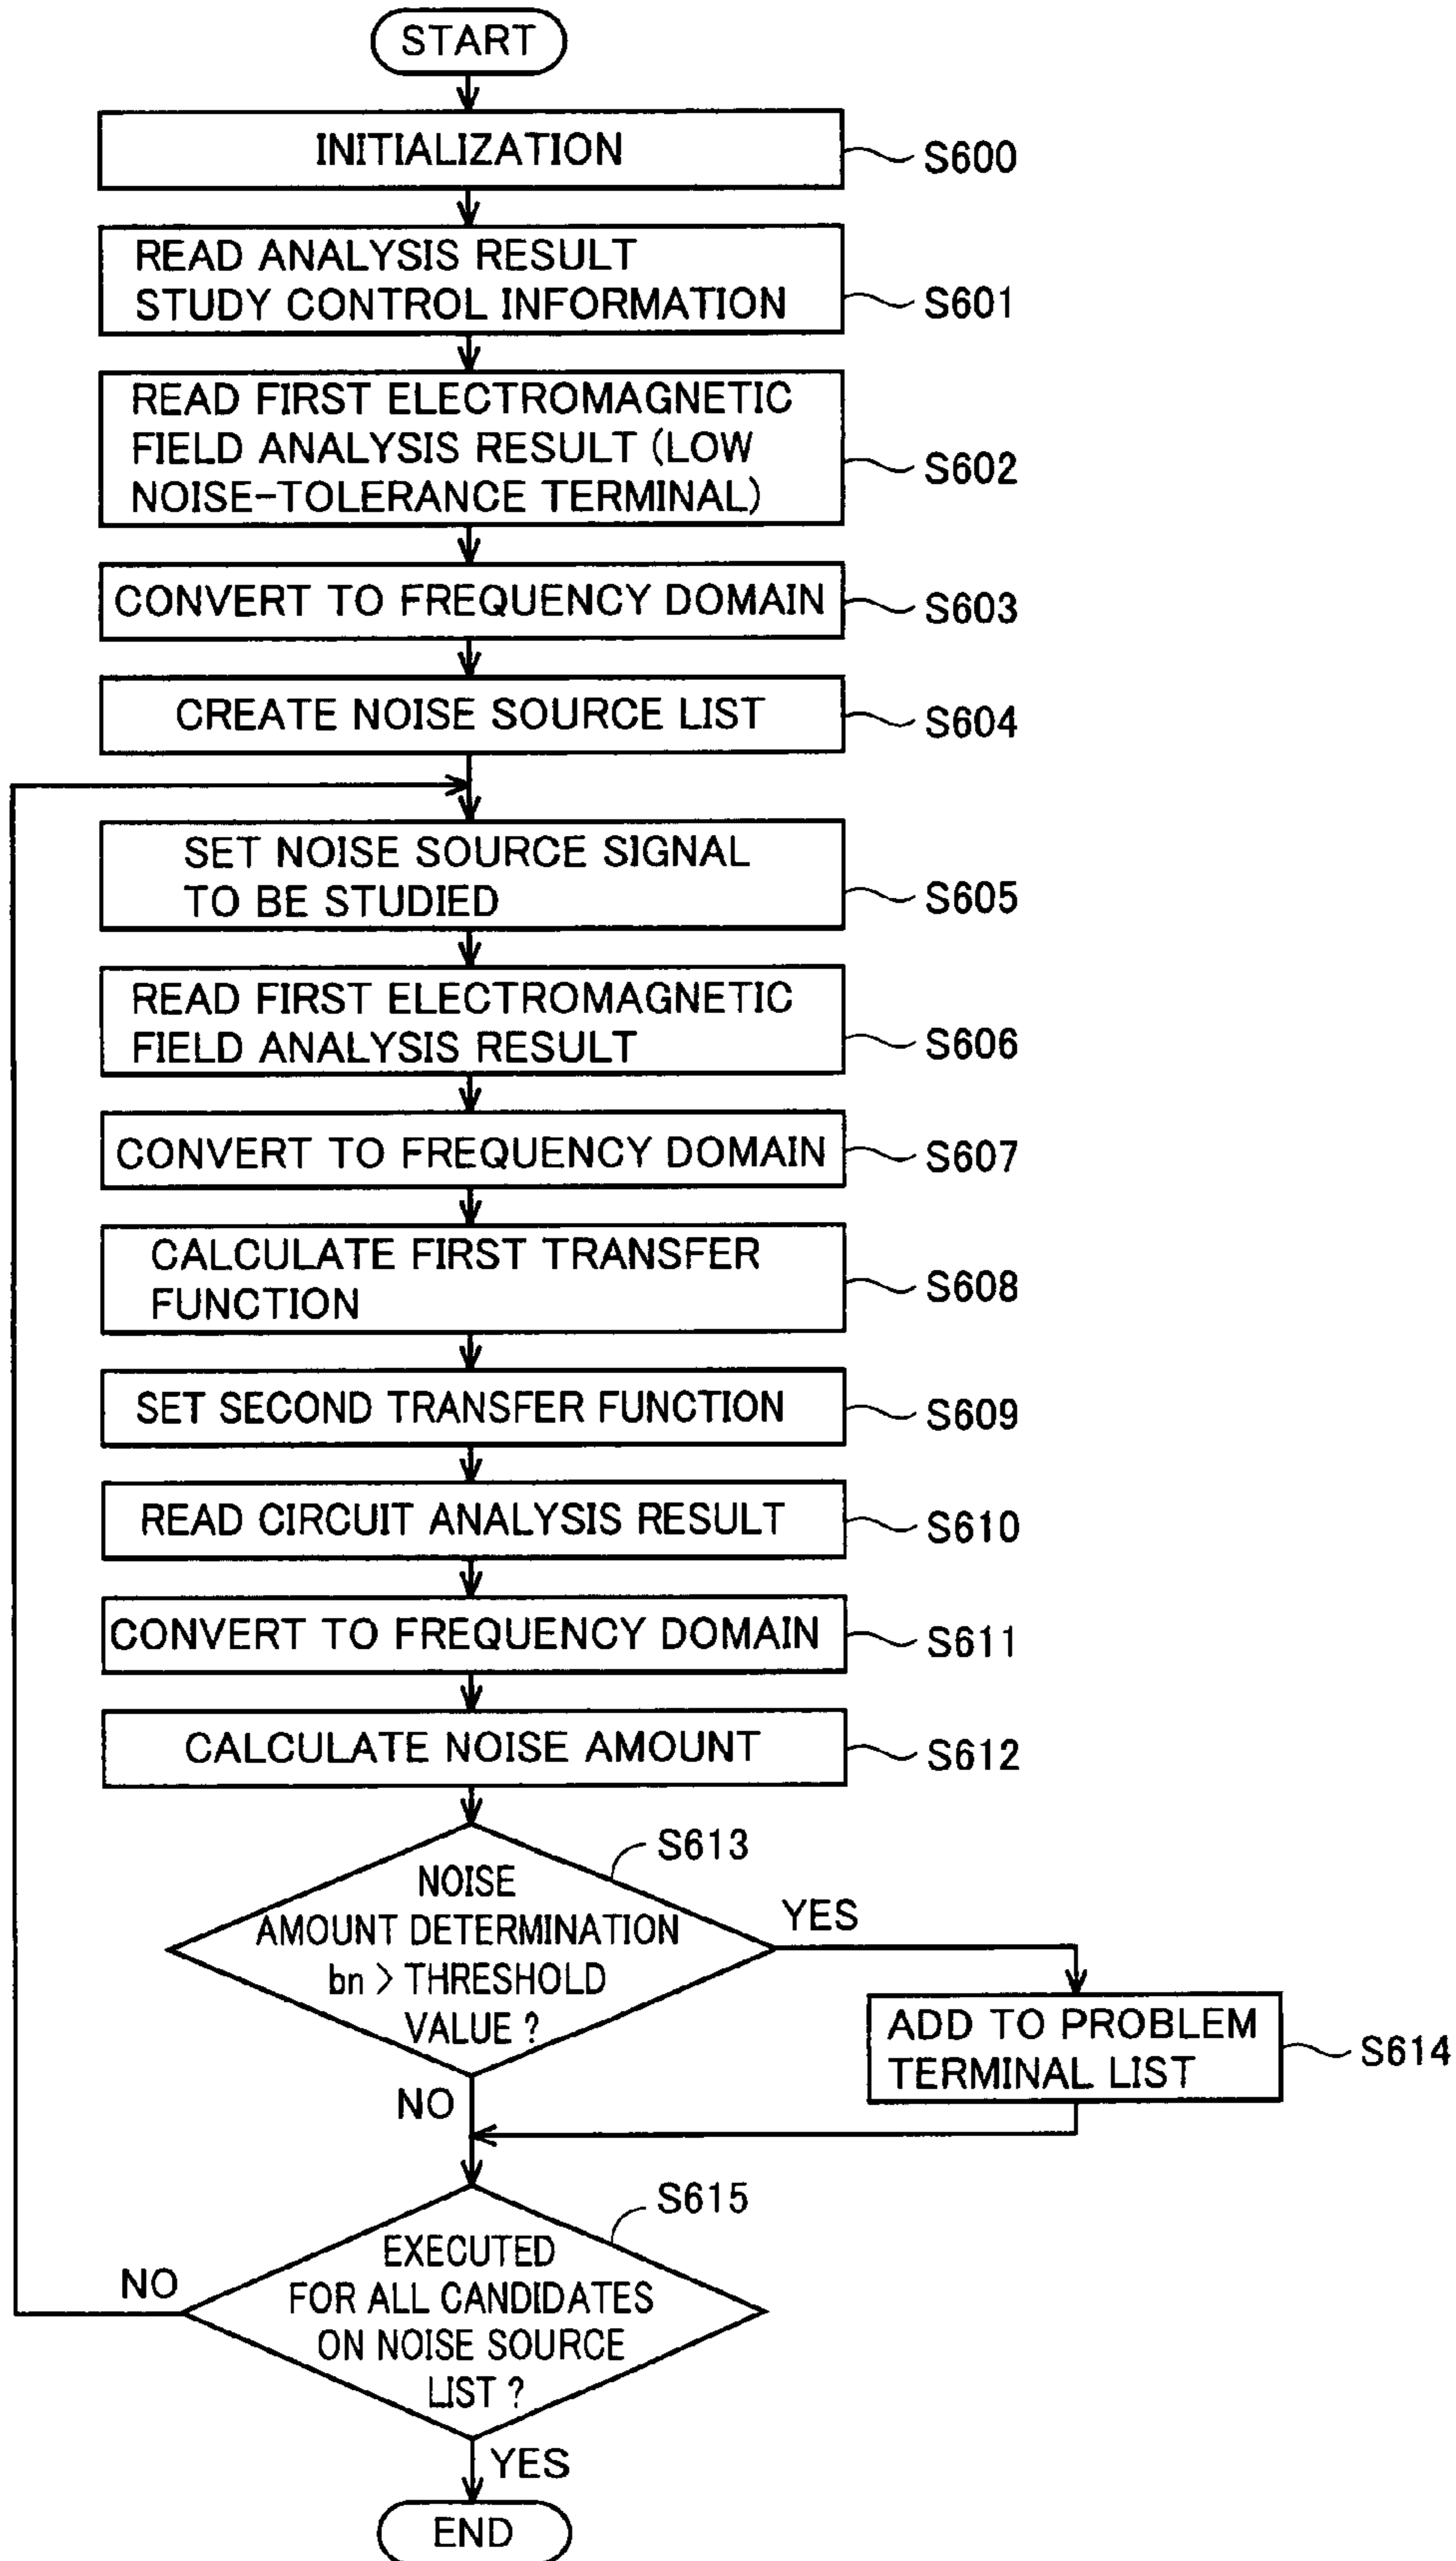 START
INITIALIZATION
S600
READ ANALYSIS RESULT
STUDY CONTROL INFORMATION
S601
READ FIRST ELECTROMAGNETIC
FIELD ANALYSIS RESULT (LOW
NOISE-TOLERANCE TERMINAL)
S602
CONVERT TO FREQUENCY DOMAIN
S603
CREATE NOISE SOURCE LIST
S604
SET NOISE SOURCE SIGNAL
TO BE STUDIED
S605
READ FIRST ELECTROMAGNETIC
FIELD ANALYSIS RESULT
S606
CONVERT TO FREQUENCY DOMAIN
S607
CALCULATE FIRST TRANSFER
FUNCTION
S608
SET SECOND TRANSFER FUNCTION
S609
READ CIRCUIT ANALYSIS RESULT
S610
CONVERT TO FREQUENCY DOMAIN
S611
CALCULATE NOISE AMOUNT
S612
S613
NOISE
AMOUNT DETERMINATION
bn > THRESHOLD
VALUE ?
YES
ADD TO PROBLEM
TERMINAL LIST
S614
NO
S615
EXECUTED
FOR ALL CANDIDATES
ON NOISE SOURCE
LIST ?
NO
YES
END